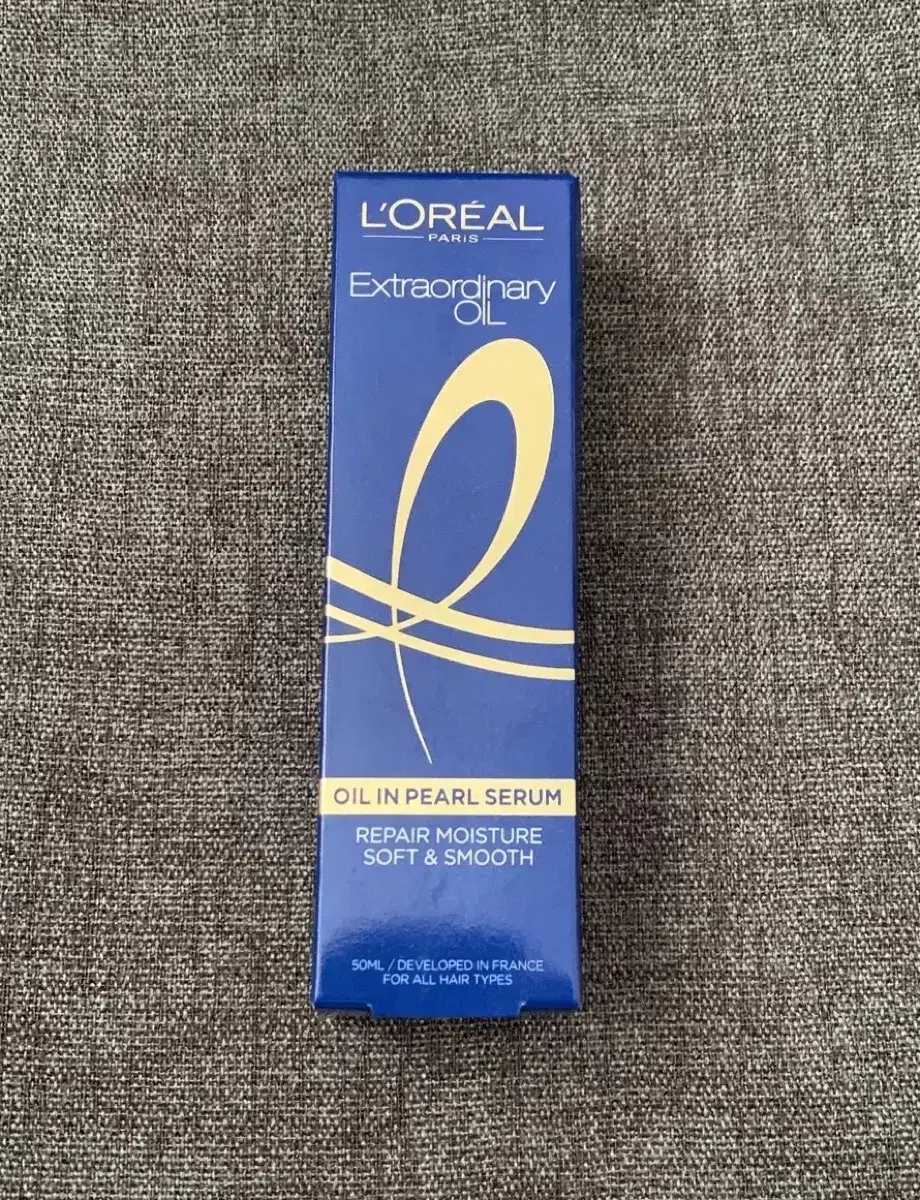 L'ORÉAL
PARIS
Extraordinary
OIL
OIL IN PEARL SERUM
REPAIR MOISTURE
SOFT & SMOOTH
50ML / DEVELOPED IN FRANCE
FOR ALL HAIR TYPES